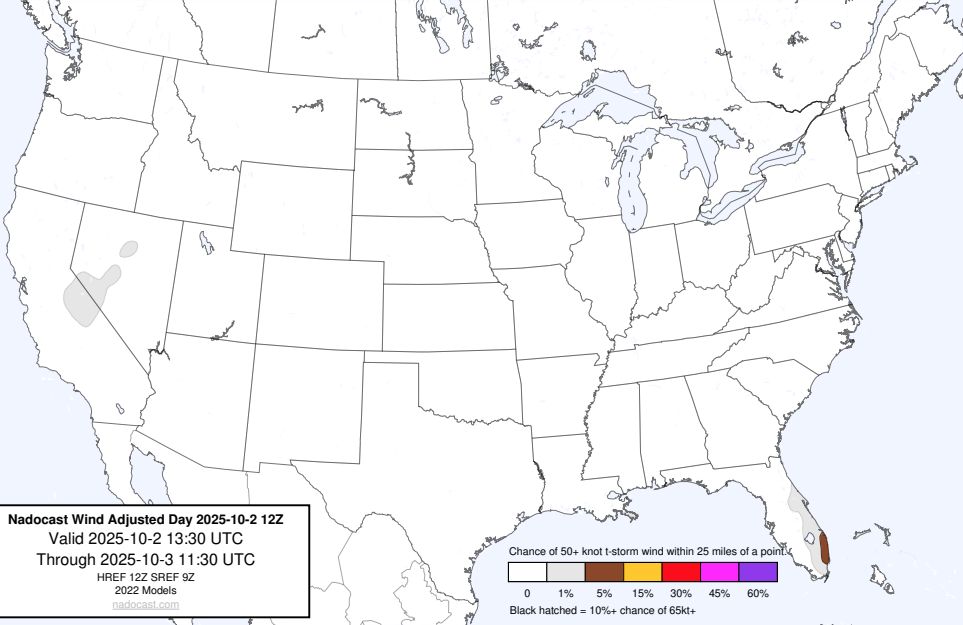 Nadocast Wind Adjusted Day 2025-10-2 12Z
Valid 2025-10-2 13:30 UTC
Through 2025-10-3 11:30 UTC
HREF 12Z SREF 9Z
2022 Models
nadocast.com
Chance of 50+ knot t-storm wind within 25 miles of a point.
0 1% 5% 15% 30% 45% 60%
Black hatched = 10%+ chance of 65kt+